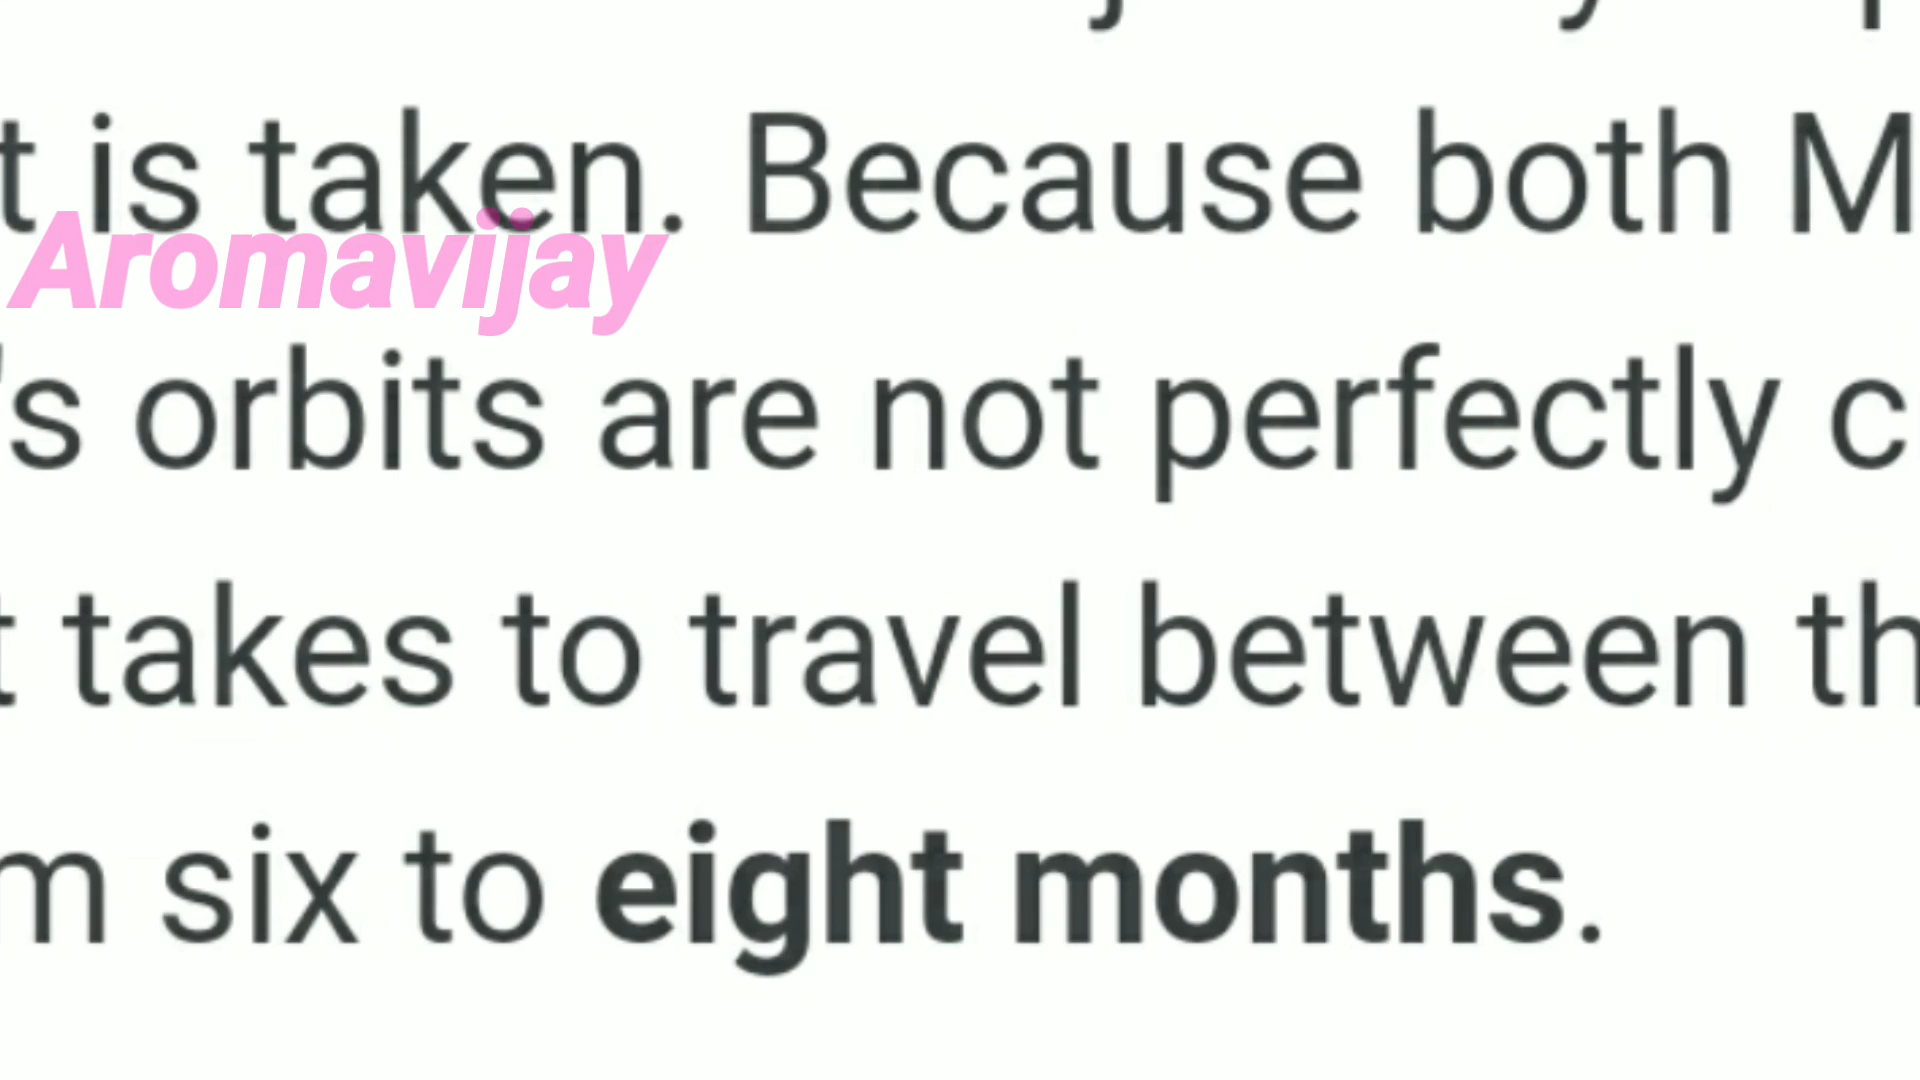 t is taken. Because both M
Aromavijay
's orbits are not perfectly c
t takes to travel between th
m six to eight months.